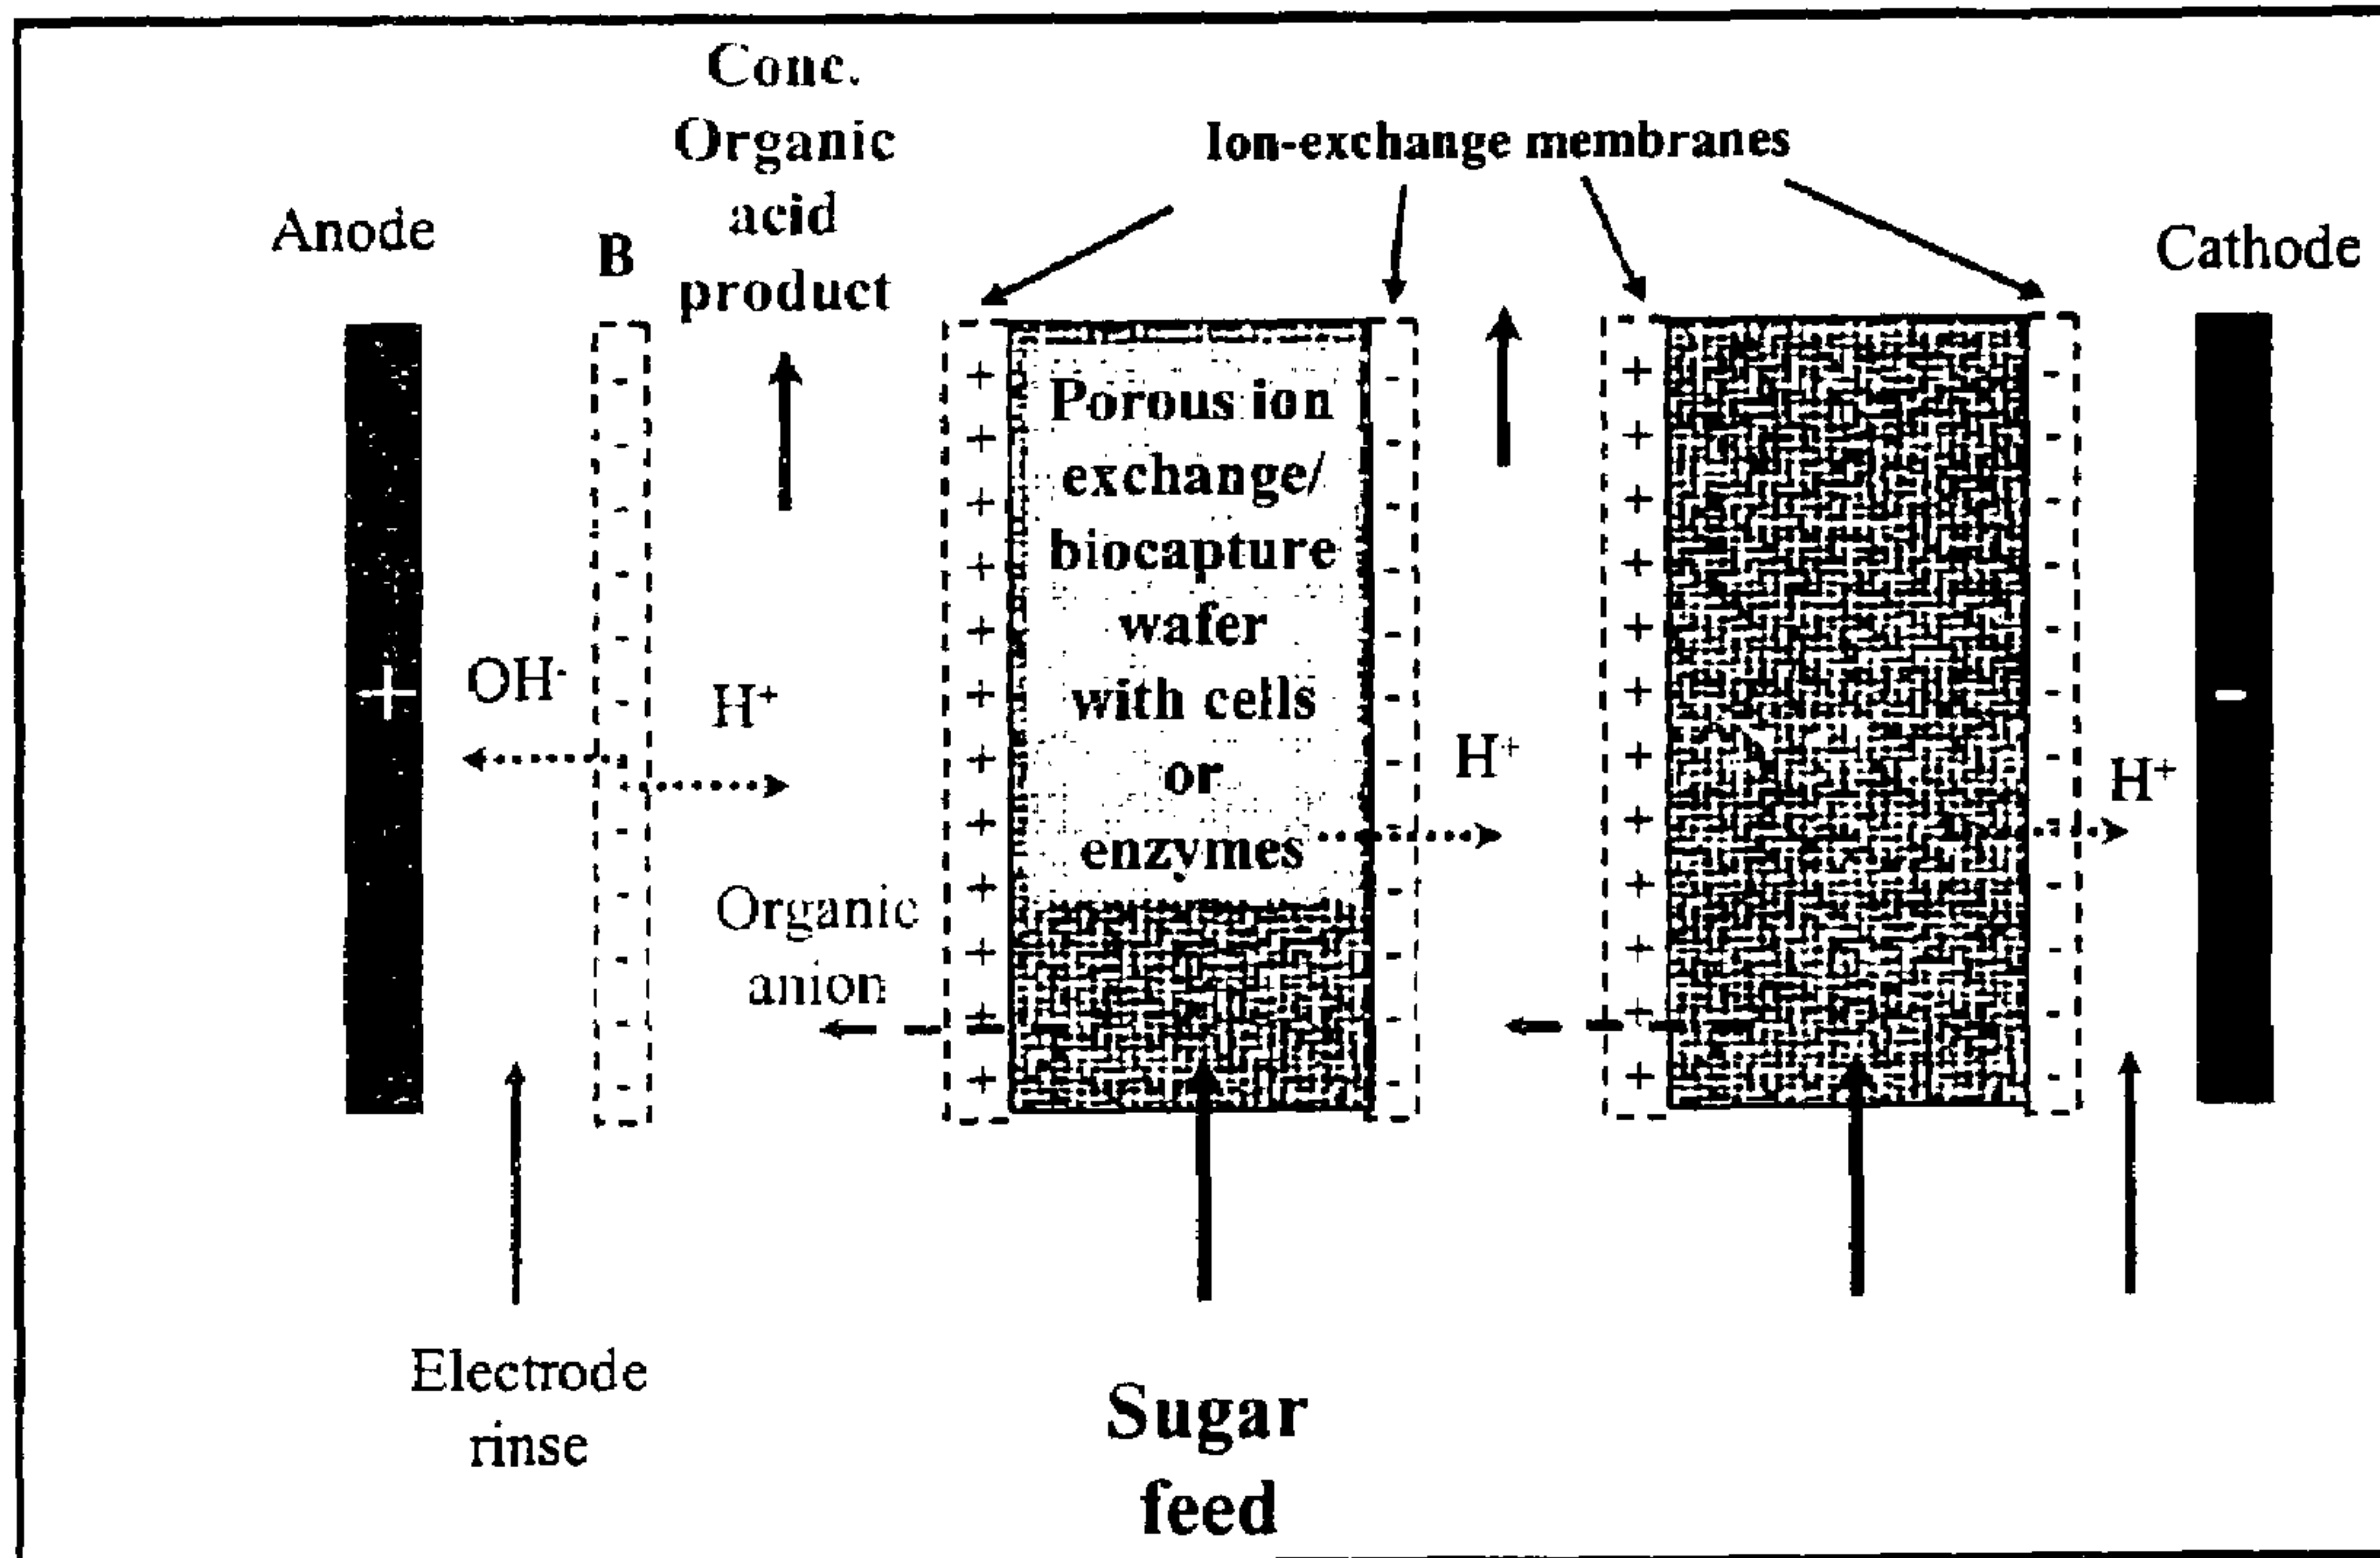 Conc.
Organic
acid
product
Ion-exchange membranes
Anode
B
Cathode
Porous ion
exchange/
biocapture
wafer
with cells
or
enzymes
OH-
H+
H+
H+
Organic
anion
Electrode
rinse
Sugar
feed